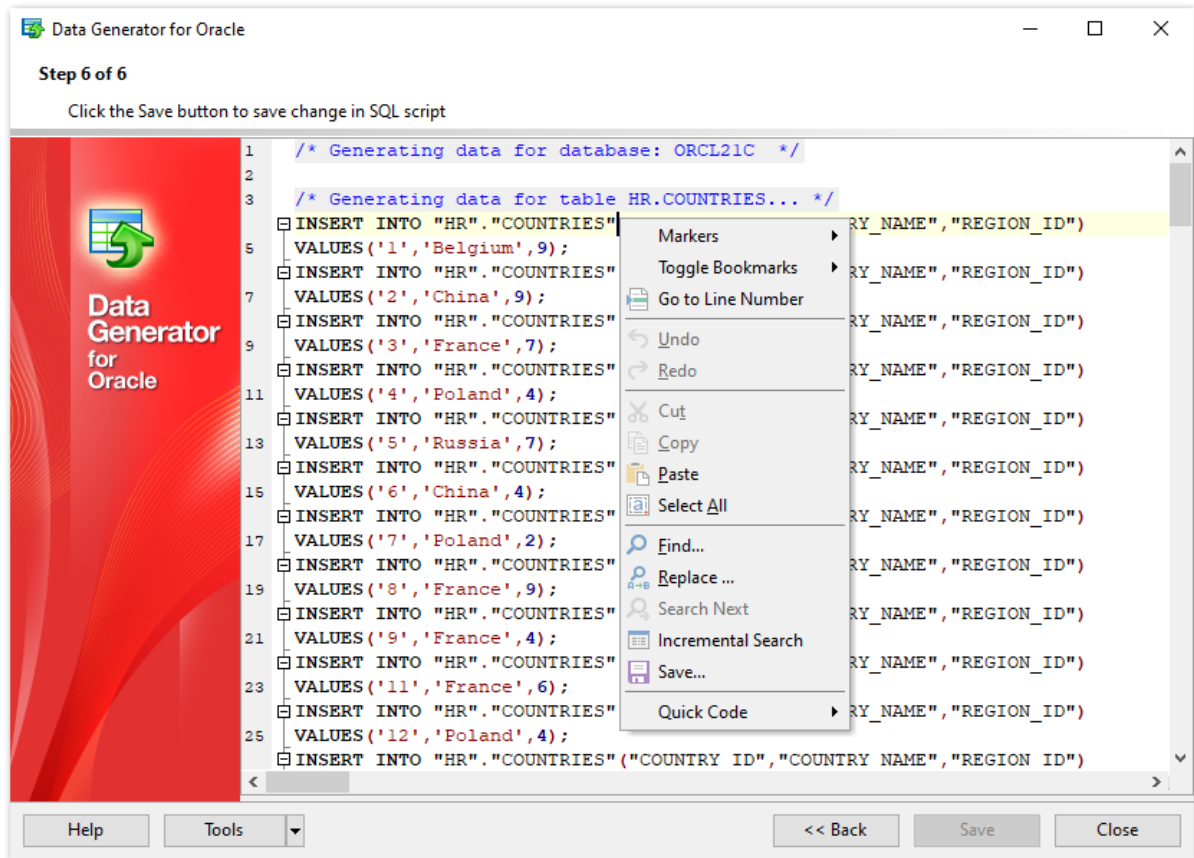 Data Generator for Oracle
Step 6 of 6
Click the Save button to save change in SQL script
Data
Generator
for
Oracle
1 /* Generating data for database: ORCL21C */
2
3 /* Generating data for table HR.COUNTRIES... */
INSERT INTO "HR"."COUNTRIES" RY_NAME","REGION_ID")
5 VALUES('1','Belgium',9);
INSERT INTO "HR"."COUNTRIES" RY_NAME","REGION_ID")
7 VALUES('2','China',9);
INSERT INTO "HR"."COUNTRIES" RY_NAME","REGION_ID")
9 VALUES('3','France',7);
INSERT INTO "HR"."COUNTRIES" RY_NAME","REGION_ID")
11 VALUES('4','Poland',4);
INSERT INTO "HR"."COUNTRIES" RY_NAME","REGION_ID")
13 VALUES('5','Russia',7);
INSERT INTO "HR"."COUNTRIES" RY_NAME","REGION_ID")
15 VALUES('6','China',4);
INSERT INTO "HR"."COUNTRIES" RY_NAME","REGION_ID")
17 VALUES('7','Poland',2);
INSERT INTO "HR"."COUNTRIES" RY_NAME","REGION_ID")
19 VALUES('8','France',9);
INSERT INTO "HR"."COUNTRIES" RY_NAME","REGION_ID")
21 VALUES('9','France',4);
INSERT INTO "HR"."COUNTRIES" RY_NAME","REGION_ID")
23 VALUES('11','France',6);
INSERT INTO "HR"."COUNTRIES" RY_NAME","REGION_ID")
25 VALUES('12','Poland',4);
INSERT INTO "HR"."COUNTRIES"("COUNTRY_ID","COUNTRY_NAME","REGION_ID")
Markers
Toggle Bookmarks
Go to Line Number
Undo
Redo
Cut
Copy
Paste
Select All
Find...
Replace ...
A→B
Search Next
Incremental Search
Save...
Quick Code
Help
Tools
<< Back
Save
Close